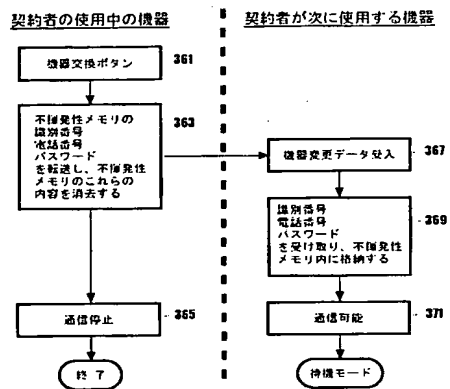 契約者の使用中の機器
機器交換ボタン
361
不揮発性メモリの
識別番号
電話番号
パスワード
を転送し、不揮発性
メモリのこれらの
内容を消去する
363
通信停止
365
終了
契約者が次に使用する機器
機器変更データ受入
367
識別番号
電話番号
パスワード
を受け取り、不揮発性
メモリ内に格納する
369
通信可能
371
待機モード